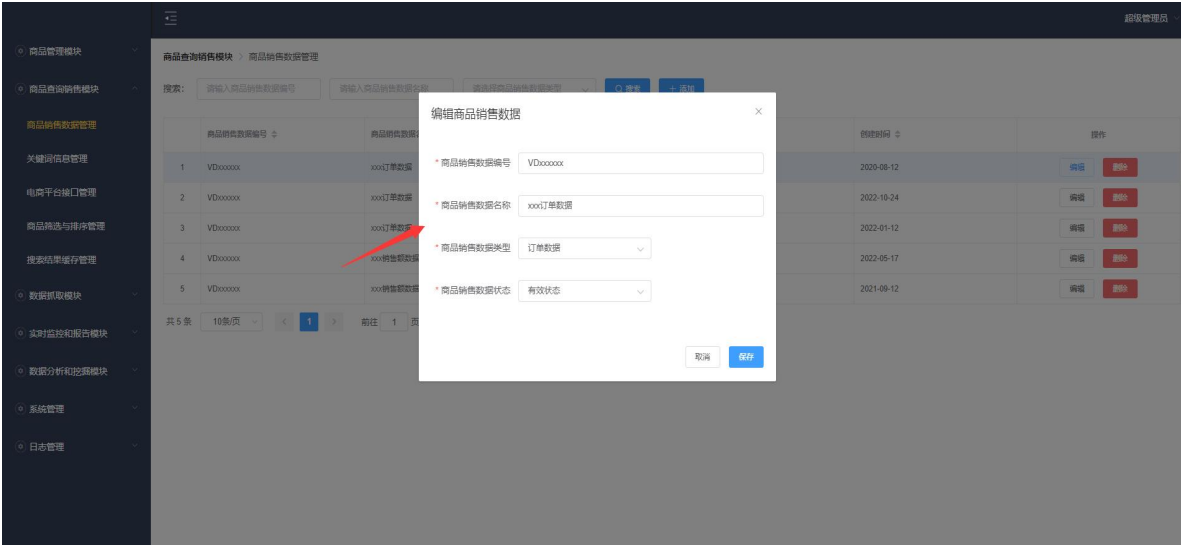 超级管理员
商品管理模块
商品查询销售模块
商品销售数据管理
关键词信息管理
电商平台接口管理
商品筛选与排序管理
搜索结果缓存管理
数据抓取模块
实时监控和报告模块
数据分析和挖掘模块
系统管理
日志管理
商品查询销售模块 > 商品销售数据管理
搜索： 请输入商品销售数据编号 请输入商品销售数据名称 请选择商品销售数据类型 搜索 + 添加
商品销售数据编号 商品销售数据 创建时间 操作
1 VDxxxxxx xxx订单数据 2020-08-12 编辑 删除
2 VDxxxxxx xxx订单数据 2022-10-24 编辑 删除
3 VDxxxxxx xxx订单数据 2022-01-12 编辑 删除
4 VDxxxxxx xxx销售额数据 2022-05-17 编辑 删除
5 VDxxxxxx xxx销售额数据 2021-09-12 编辑 删除
共 5 条 10条/页 < 1 > 前往 1 页
编辑商品销售数据 ×
* 商品销售数据编号 VDxxxxxx
* 商品销售数据名称 xxx订单数据
* 商品销售数据类型 订单数据
* 商品销售数据状态 有效状态
取消 保存